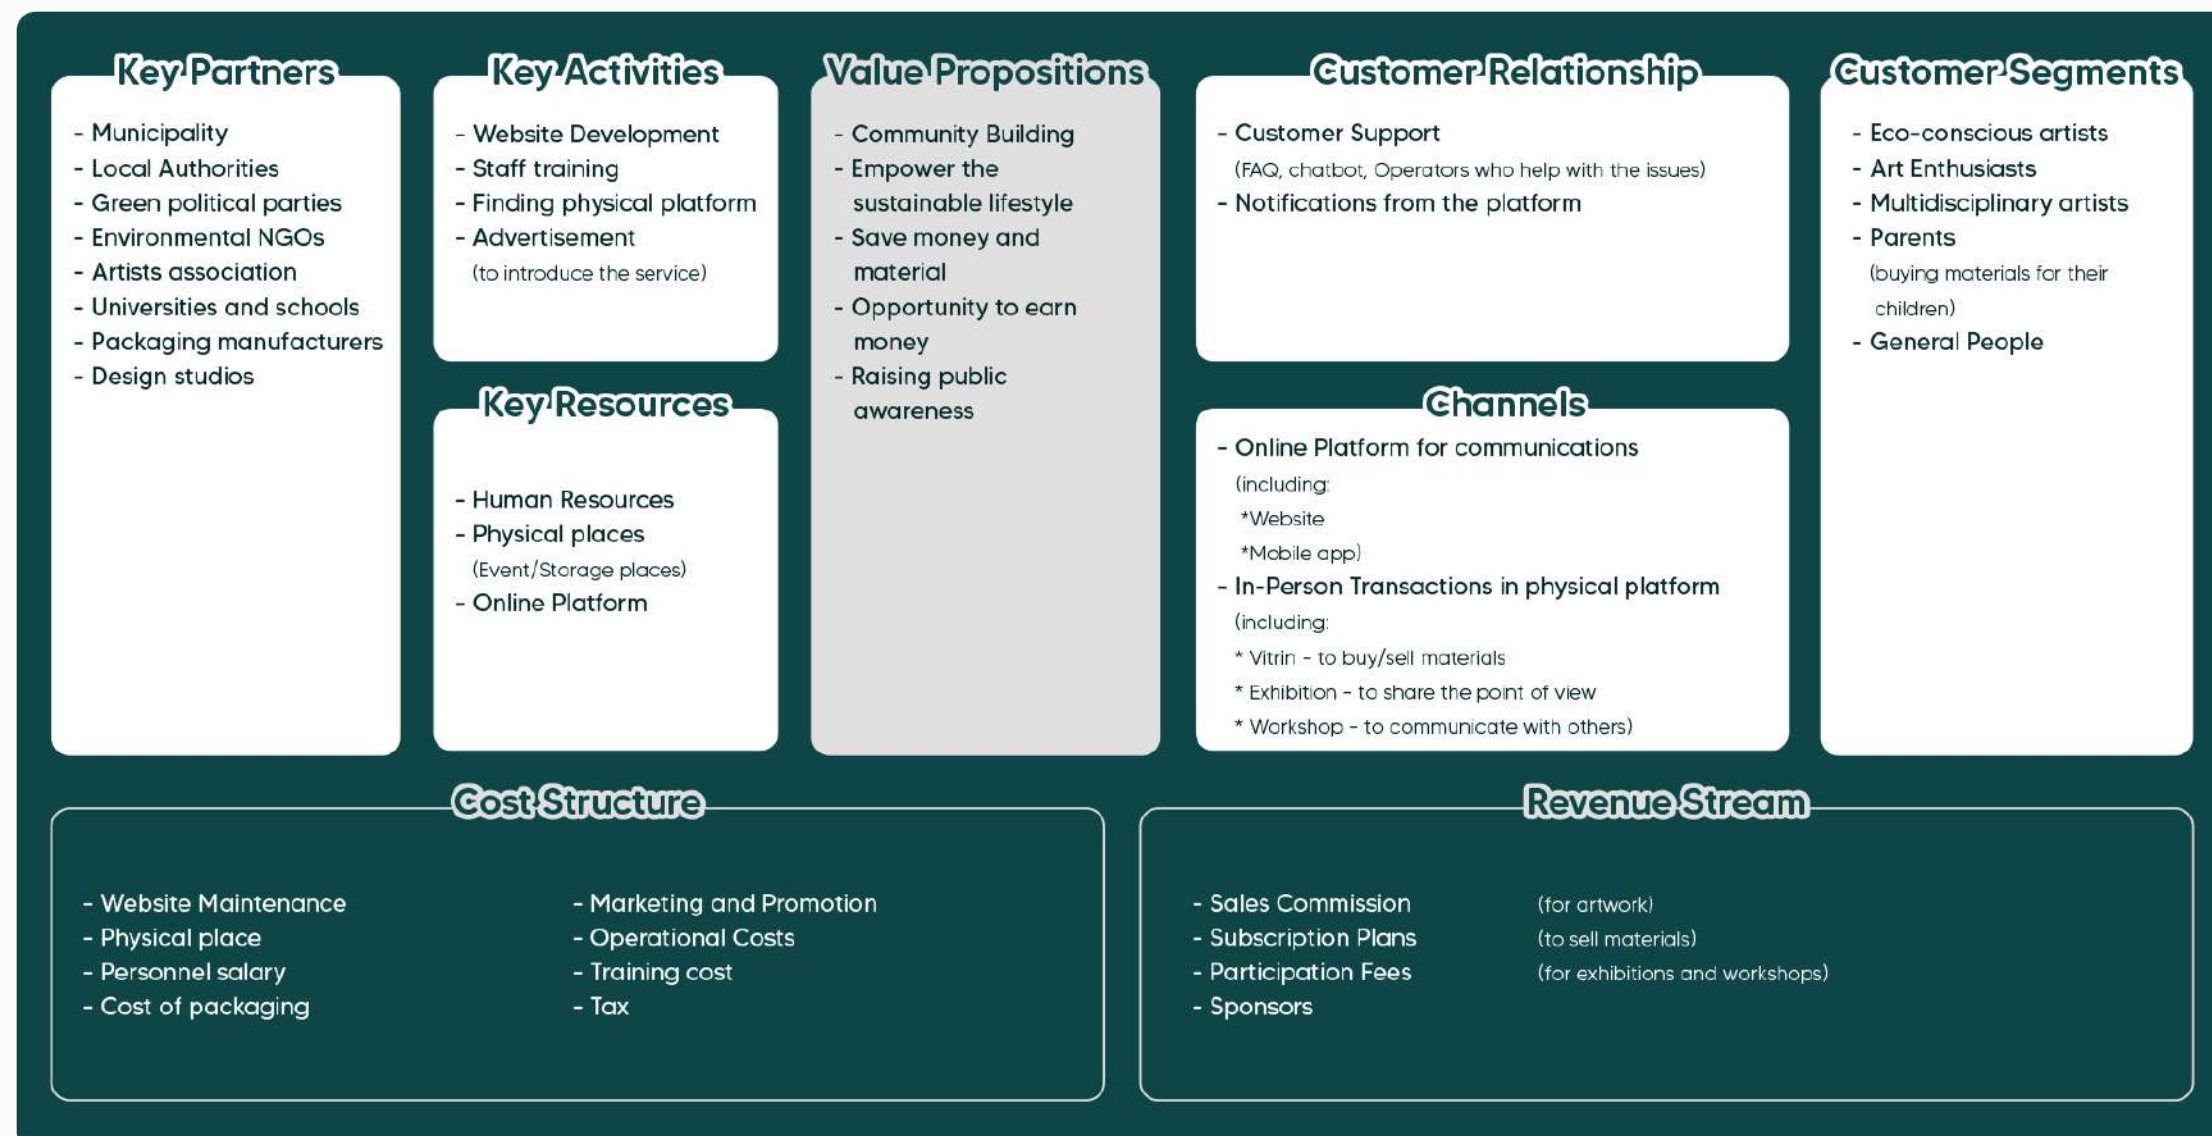 Key Partners
- Municipality
- Local Authorities
- Green political parties
- Environmental NGOs
- Artists association
- Universities and schools
- Packaging manufacturers
- Design studios
Key Activities
- Website Development
- Staff training
- Finding physical platform
- Advertisement
(to introduce the service)
Key Resources
- Human Resources
- Physical places
(Event/Storage places)
- Online Platform
Value Propositions
- Community Building
- Empower the
sustainable lifestyle
- Save money and
material
- Opportunity to earn
money
- Raising public
awareness
Customer Relationship
- Customer Support
(FAQ, chatbot, Operators who help with the issues)
- Notifications from the platform
Channels
- Online Platform for communications
(including:
*Website
*Mobile app)
- In-Person Transactions in physical platform
(including:
* Vitrin - to buy/sell materials
* Exhibition - to share the point of view
* Workshop - to communicate with others)
Customer Segments
- Eco-conscious artists
- Art Enthusiasts
- Multidisciplinary artists
- Parents
(buying materials for their
children)
- General People
Cost Structure
- Website Maintenance
- Physical place
- Personnel salary
- Cost of packaging
- Marketing and Promotion
- Operational Costs
- Training cost
- Tax
Revenue Stream
- Sales Commission (for artwork)
- Subscription Plans (to sell materials)
- Participation Fees (for exhibitions and workshops)
- Sponsors